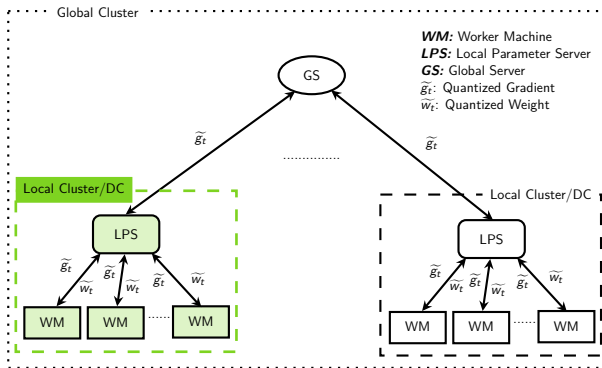 Global Cluster
WM: Worker Machine
LPS: Local Parameter Server
GS: Global Server
g̃ₜ: Quantized Gradient
w̃ₜ: Quantized Weight
GS
g̃ₜ
g̃ₜ
Local Cluster/DC
Local Cluster/DC
LPS
LPS
g̃ₜ w̃ₜ g̃ₜ w̃ₜ g̃ₜ w̃ₜ
g̃ₜ w̃ₜ g̃ₜ w̃ₜ g̃ₜ w̃ₜ
WM WM WM
WM WM WM